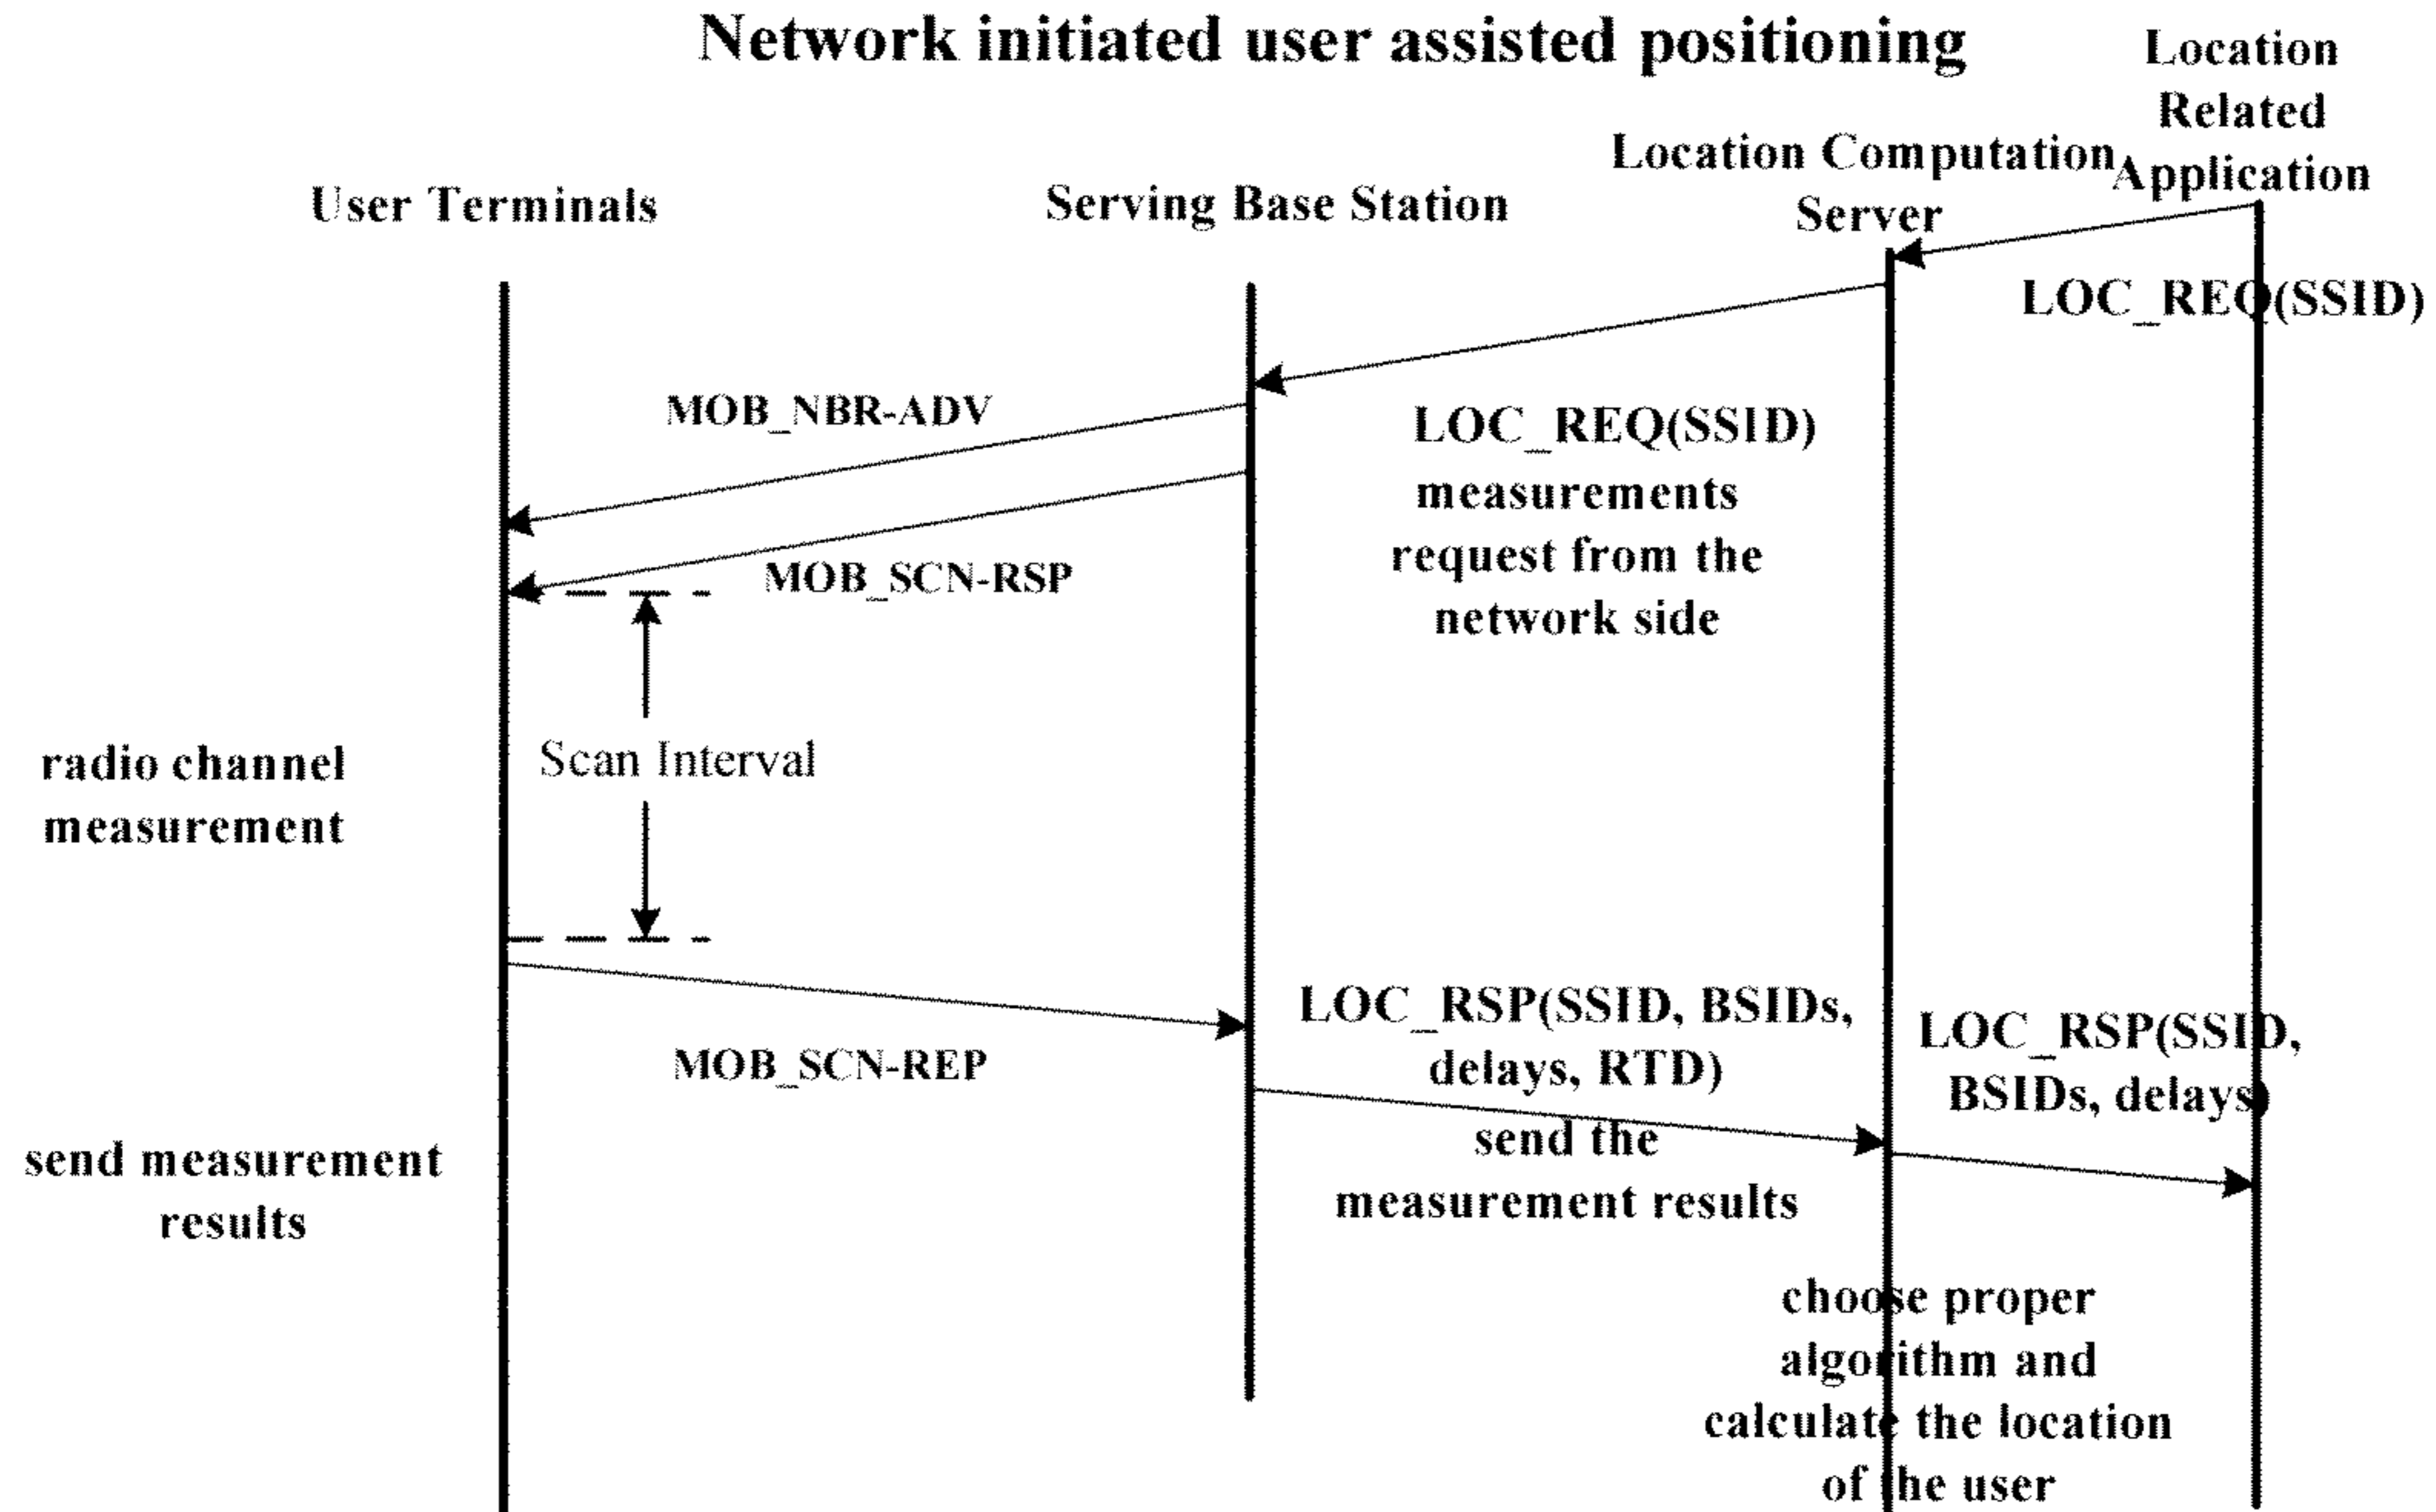 Network initiated user assisted positioning
Location
Related
Application
Location Computation
Server
Serving Base Station
User Terminals
LOC_REQ(SSID)
MOB_NBR-ADV
LOC_REQ(SSID)
measurements
request from the
network side
MOB_SCN-RSP
Scan Interval
radio channel
measurement
LOC_RSP(SSID, BSIDs,
delays, RTD)
LOC_RSP(SSID,
BSIDs, delays)
MOB_SCN-REP
send the
measurement results
send measurement
results
choose proper
algorithm and
calculate the location
of the user